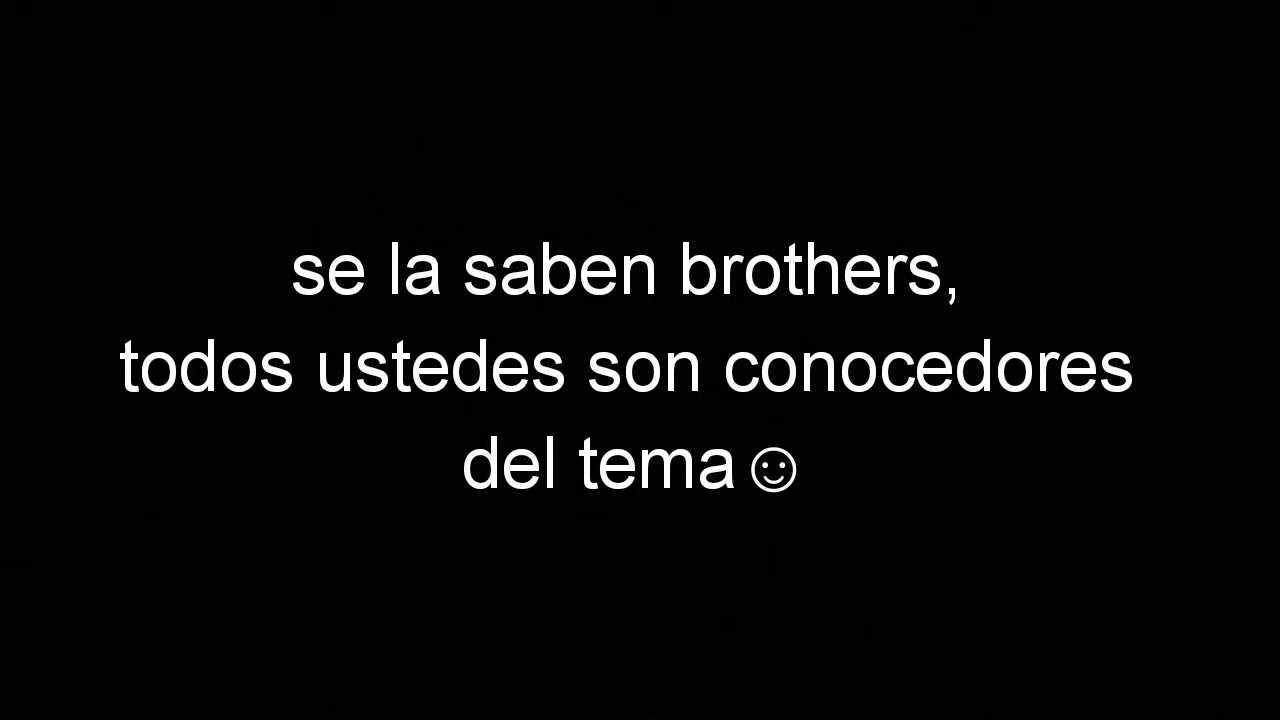 se la saben brothers,
todos ustedes son conocedores
del tema☺